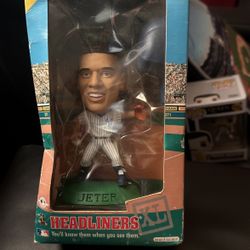 JETER
HEADLINERS
XL
"You'll know them when you see them."